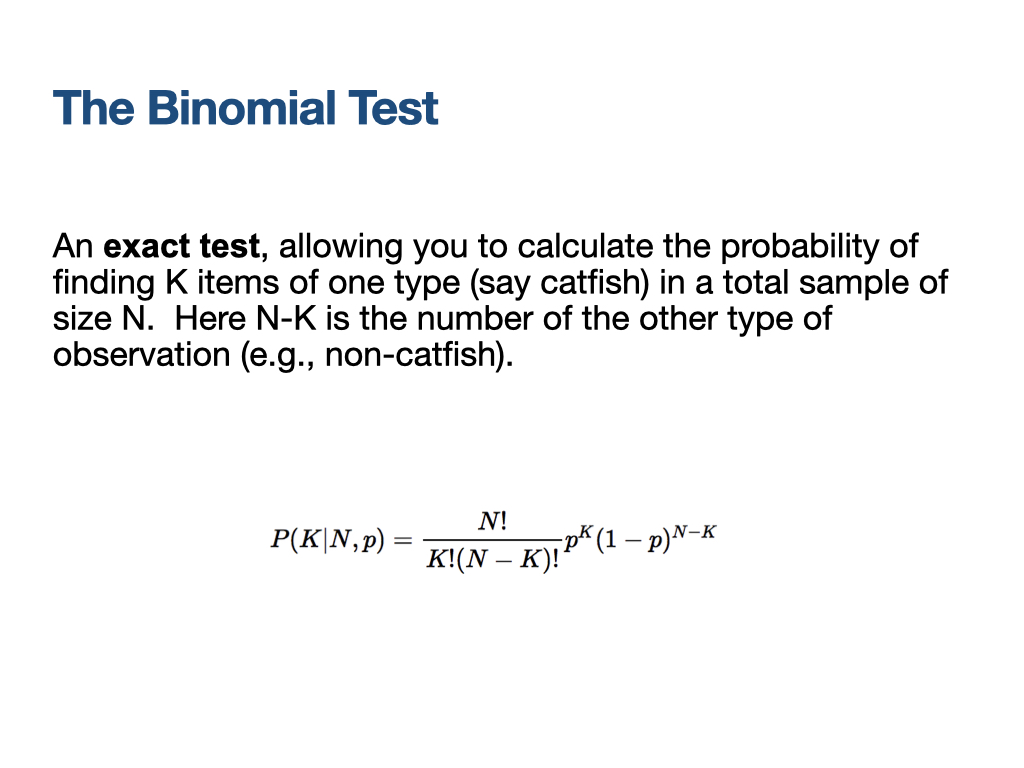 The Binomial Test
An exact test, allowing you to calculate the probability of
finding K items of one type (say catfish) in a total sample of
size N.  Here N-K is the number of the other type of
observation (e.g., non-catfish).
P(K|N, p) = \frac{N!}{K!(N − K)!} p^K (1 − p)^{N−K}